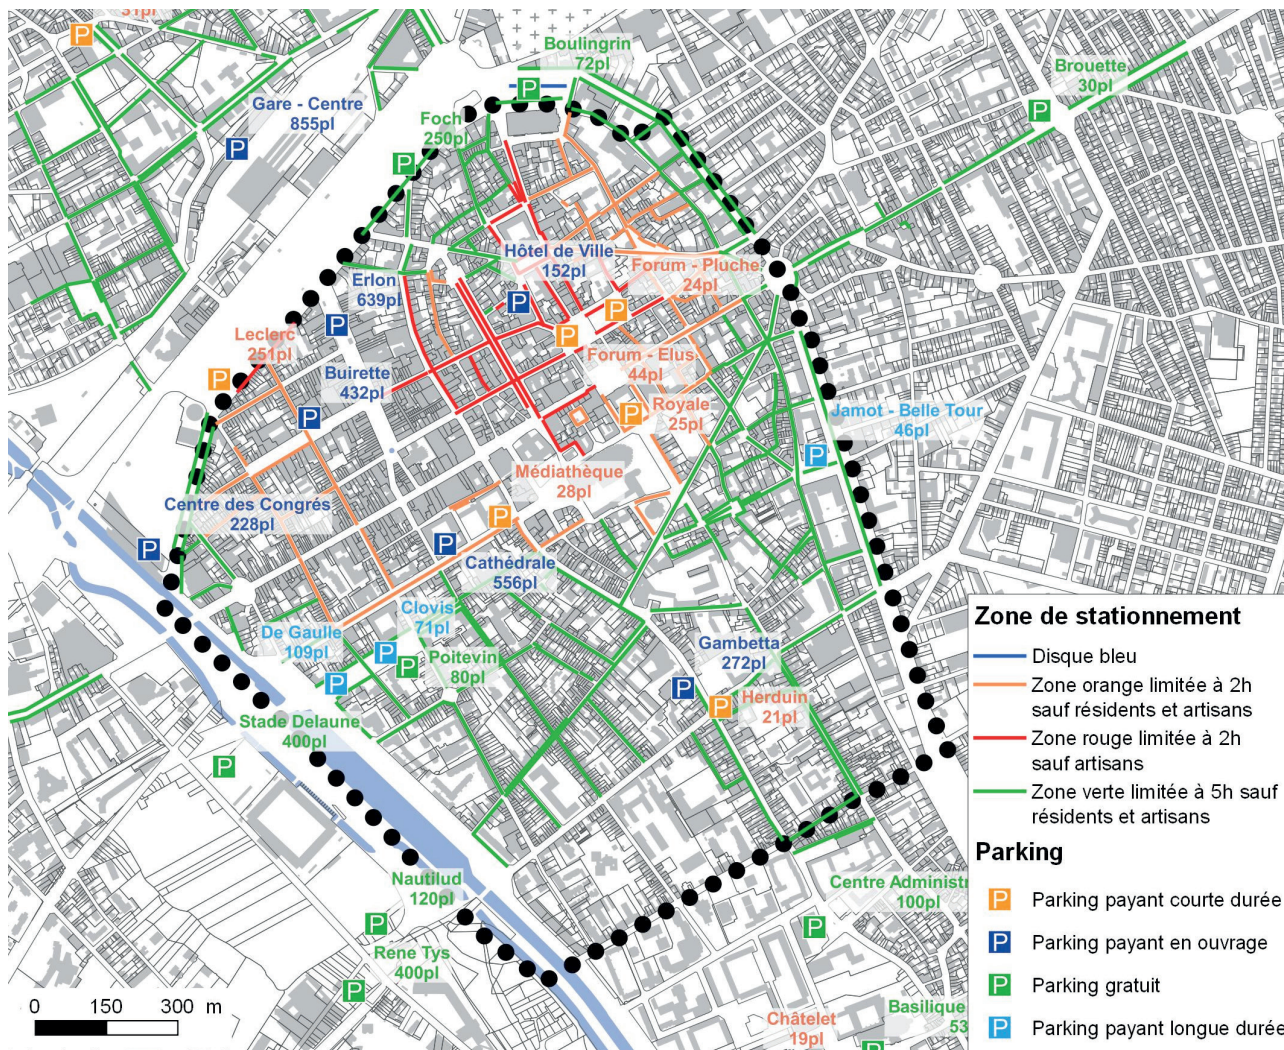 31pl
Boulingrin
72pl
P
P
Brouette
30pl
P
Gare - Centre
855pl
P
Foch
250pl
P
Hôtel de Ville
152pl
P
Forum - Pluche
24pl
P
Erlon
639pl
P
Leclerc
251pl
P
Forum - Elus
44pl
P
Buirette
432pl
P
Royale
25pl
P
Jamot - Belle Tour
46pl
P
Médiathèque
28pl
P
Centre des Congrés
228pl
P
Cathédrale
556pl
P
Clovis
71pl
P
De Gaulle
109pl
P
Poitevin
80pl
P
Gambetta
272pl
P
Herduin
21pl
P
Stade Delaune
400pl
P
Nautilud
120pl
P
Rene Tys
400pl
P
Centre Administr
100pl
P
Basilique
53
P
Châtelet
19pl
0 150 300 m
Zone de stationnement
Disque bleu
Zone orange limitée à 2h
sauf résidents et artisans
Zone rouge limitée à 2h
sauf artisans
Zone verte limitée à 5h sauf
résidents et artisans
Parking
P Parking payant courte durée
P Parking payant en ouvrage
P Parking gratuit
P Parking payant longue durée